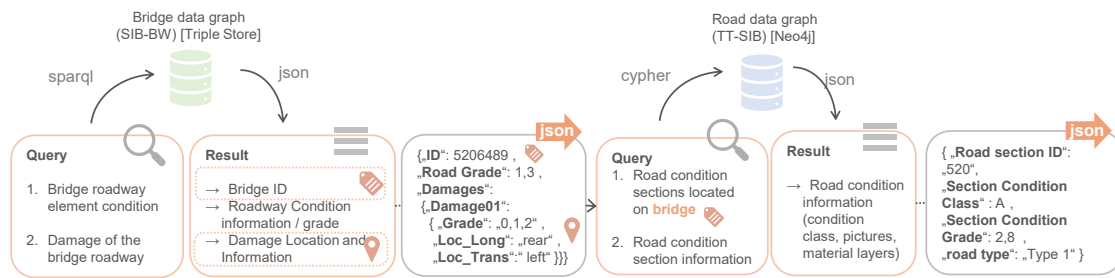 Bridge data graph
(SIB-BW) [Triple Store]
sparql
json
Query
1. Bridge roadway
element condition
2. Damage of the
bridge roadway
Result
→ Bridge ID
→ Roadway Condition
information / grade
→ Damage Location and
Information
json
{„ID“: 5206489 ,
„Road Grade“: 1,3 ,
„Damages“:
{„Damage01“:
{ „Grade“: „0,1,2“ ,
„Loc_Long“: „rear“ ,
„Loc_Trans“:“ left“ }}}
Road data graph
(TT-SIB) [Neo4j]
cypher
json
Query
1. Road condition
sections located
on bridge
2. Road condition
section information
Result
→ Road condition
information
(condition
class, pictures,
material layers)
json
{ „Road section ID“:
„520“,
„Section Condition
Class“ : A ,
„Section Condition
Grade“: 2,8 ,
„road type“: „Type 1“ }